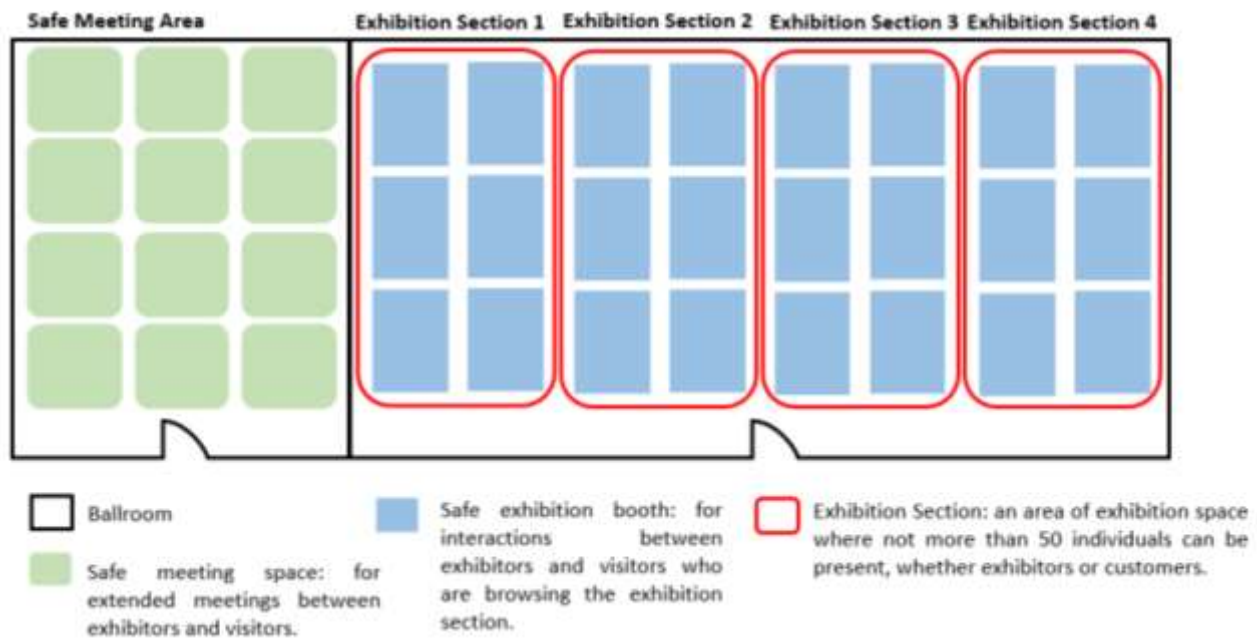 Safe Meeting Area
Exhibition Section 1
Exhibition Section 2
Exhibition Section 3
Exhibition Section 4
Ballroom
Safe meeting space: for
extended meetings between
exhibitors and visitors.
Safe exhibition booth: for
interactions between
exhibitors and visitors who
are browsing the exhibition
section.
Exhibition Section: an area of exhibition space
where not more than 50 individuals can be
present, whether exhibitors or customers.